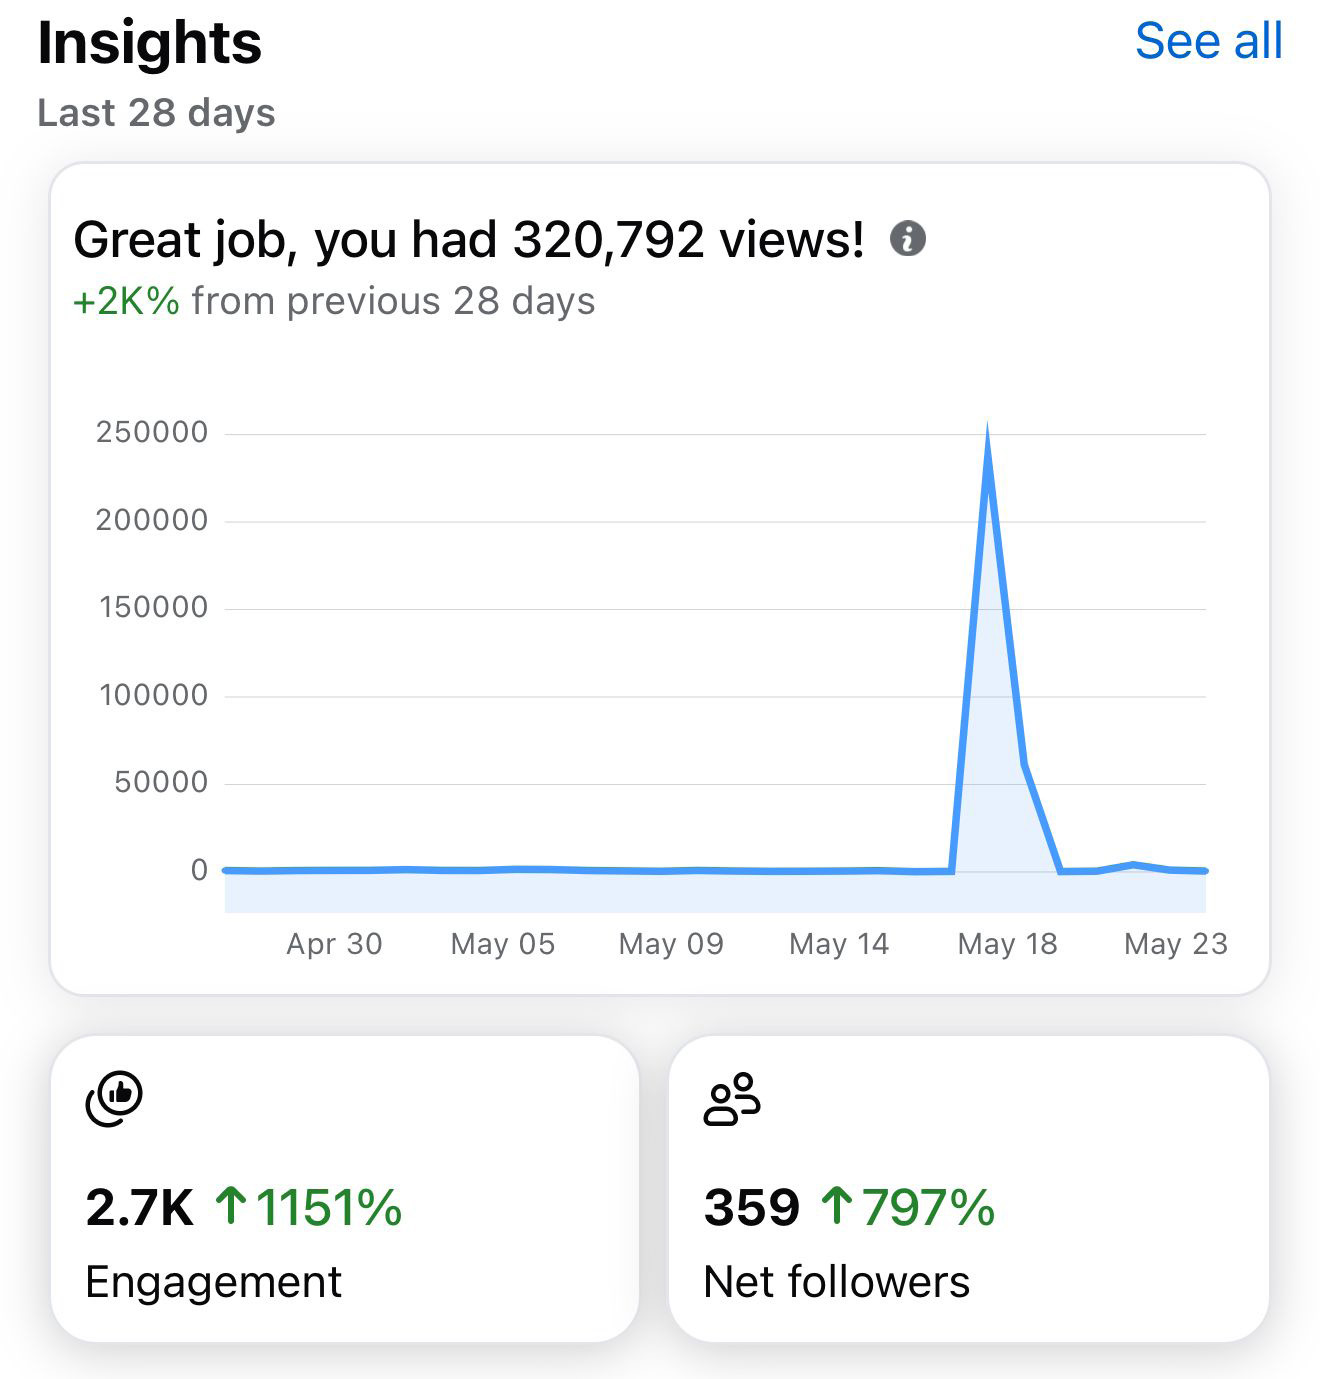 Insights
See all
Last 28 days
Great job, you had 320,792 views!
+2K% from previous 28 days
250000
200000
150000
100000
50000
0
Apr 30 May 05 May 09 May 14 May 18 May 23
2.7K ↑1151%
Engagement
359 ↑797%
Net followers